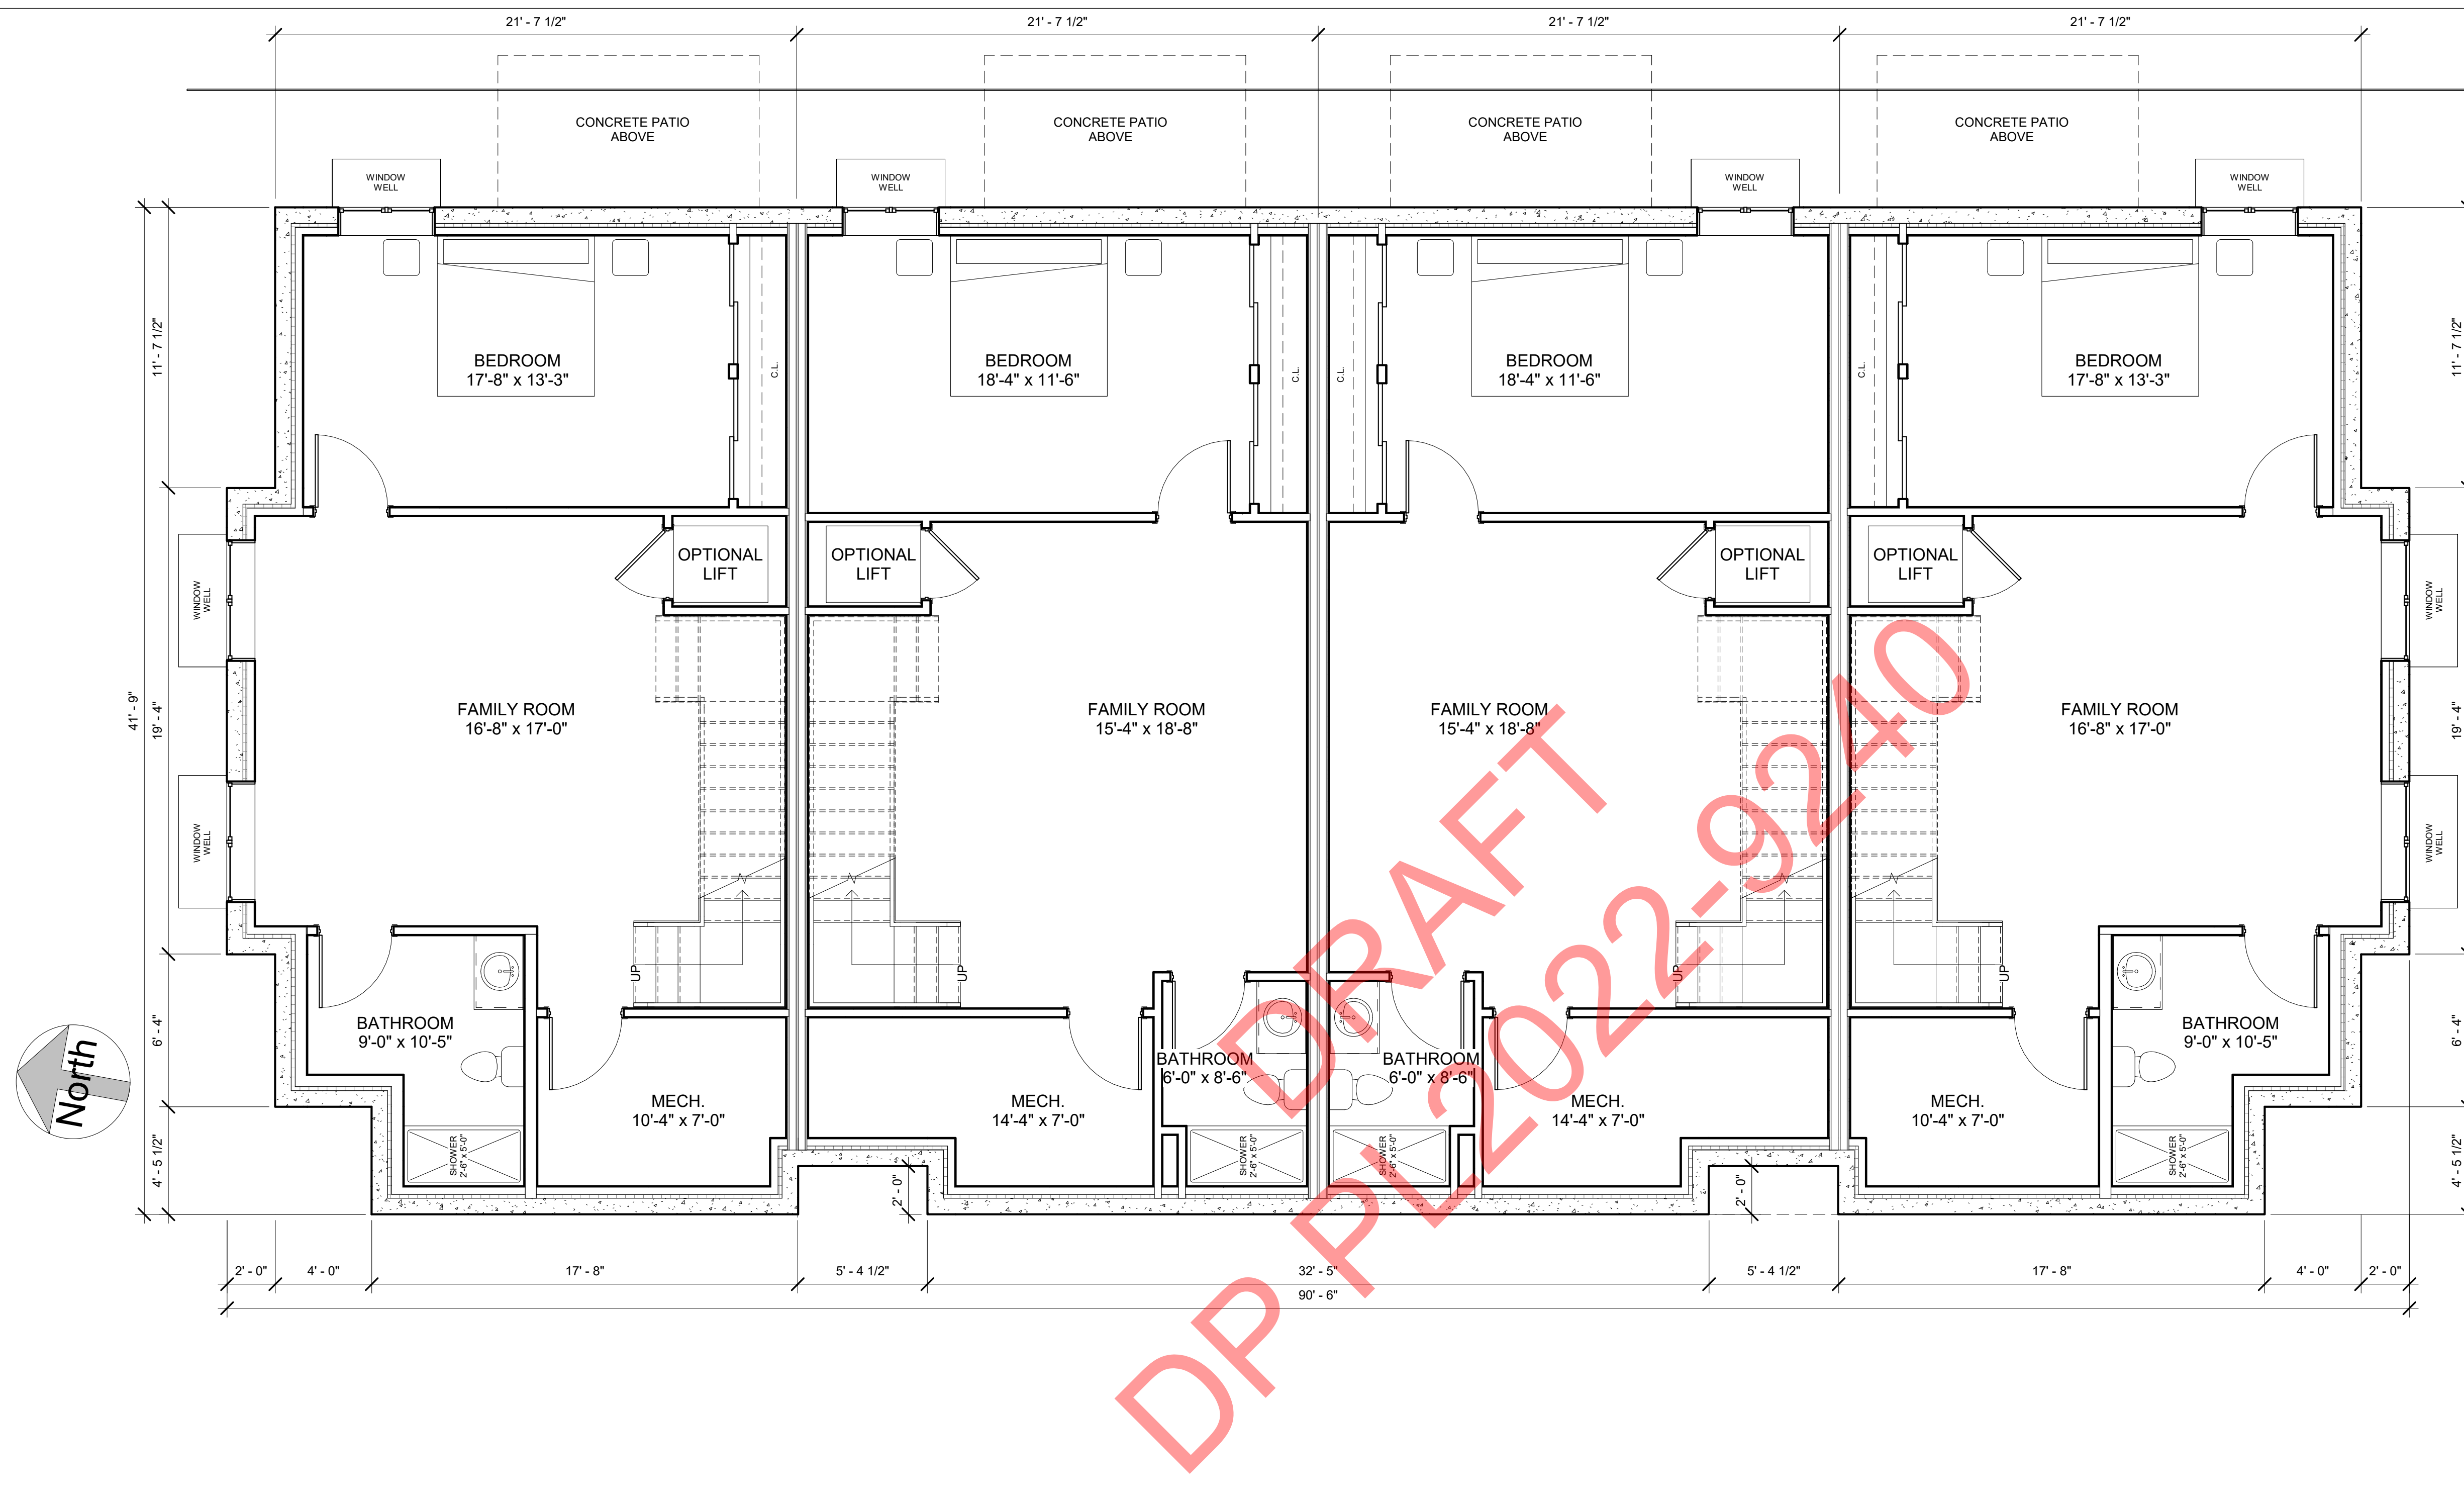 21' - 7 1/2"
21' - 7 1/2"
21' - 7 1/2"
21' - 7 1/2"
CONCRETE PATIO
ABOVE
CONCRETE PATIO
ABOVE
CONCRETE PATIO
ABOVE
CONCRETE PATIO
ABOVE
WINDOW
WELL
WINDOW
WELL
WINDOW
WELL
WINDOW
WELL
11' - 7 1/2"
BEDROOM
17'-8" x 13'-3"
C.L.
BEDROOM
18'-4" x 11'-6"
C.L.
C.L.
BEDROOM
18'-4" x 11'-6"
C.L.
BEDROOM
17'-8" x 13'-3"
11' - 7 1/2"
OPTIONAL
LIFT
OPTIONAL
LIFT
OPTIONAL
LIFT
OPTIONAL
LIFT
WINDOW
WELL
WINDOW
WELL
41' - 9"
19' - 4"
FAMILY ROOM
16'-8" x 17'-0"
FAMILY ROOM
15'-4" x 18'-8"
FAMILY ROOM
15'-4" x 18'-8"
FAMILY ROOM
16'-8" x 17'-0"
19' - 4"
WINDOW
WELL
WINDOW
WELL
UP
UP
UP
UP
North
6' - 4"
BATHROOM
9'-0" x 10'-5"
BATHROOM
6'-0" x 8'-6"
BATHROOM
6'-0" x 8'-6"
BATHROOM
9'-0" x 10'-5"
6' - 4"
MECH.
10'-4" x 7'-0"
MECH.
14'-4" x 7'-0"
MECH.
14'-4" x 7'-0"
MECH.
10'-4" x 7'-0"
4' - 5 1/2"
SHOWER
2'-6" x 5'-0"
SHOWER
2'-6" x 5'-0"
SHOWER
2'-6" x 5'-0"
SHOWER
2'-6" x 5'-0"
4' - 5 1/2"
2' - 0"
2' - 0"
2' - 0"
4' - 0"
17' - 8"
5' - 4 1/2"
32' - 5"
5' - 4 1/2"
17' - 8"
4' - 0"
2' - 0"
90' - 6"
DRAFT
DP PL2022-9240